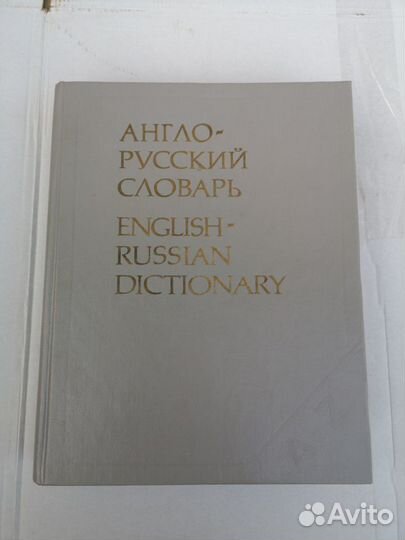 АНГЛО-
РУССКИЙ
СЛОВАРЬ
ENGLISH-
RUSSIAN
DICTIONARY
Avito